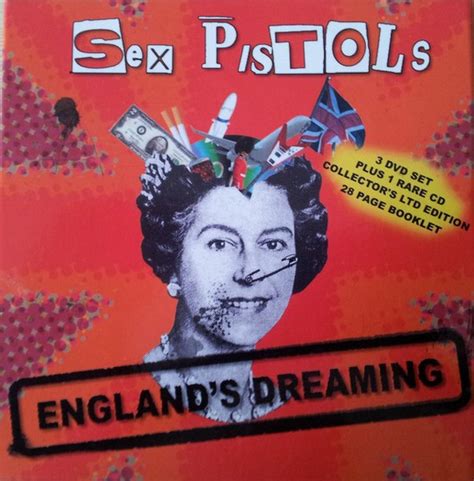 Sex PisTOLs
3 DVD SET
PLUS 1 RARE CD
COLLECTOR'S LTD EDITION
28 PAGE BOOKLET
ENGLAND'S DREAMING